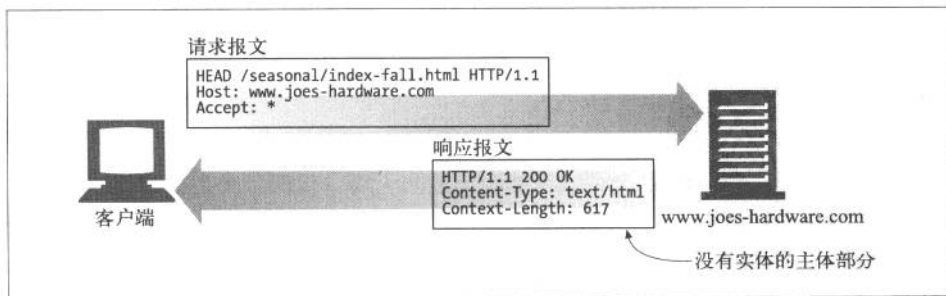 请求报文
HEAD /seasonal/index-fall.html HTTP/1.1
Host: www.joes-hardware.com
Accept: *
响应报文
HTTP/1.1 200 OK
Content-Type: text/html
Context-Length: 617
客户端
www.joes-hardware.com
没有实体的主体部分